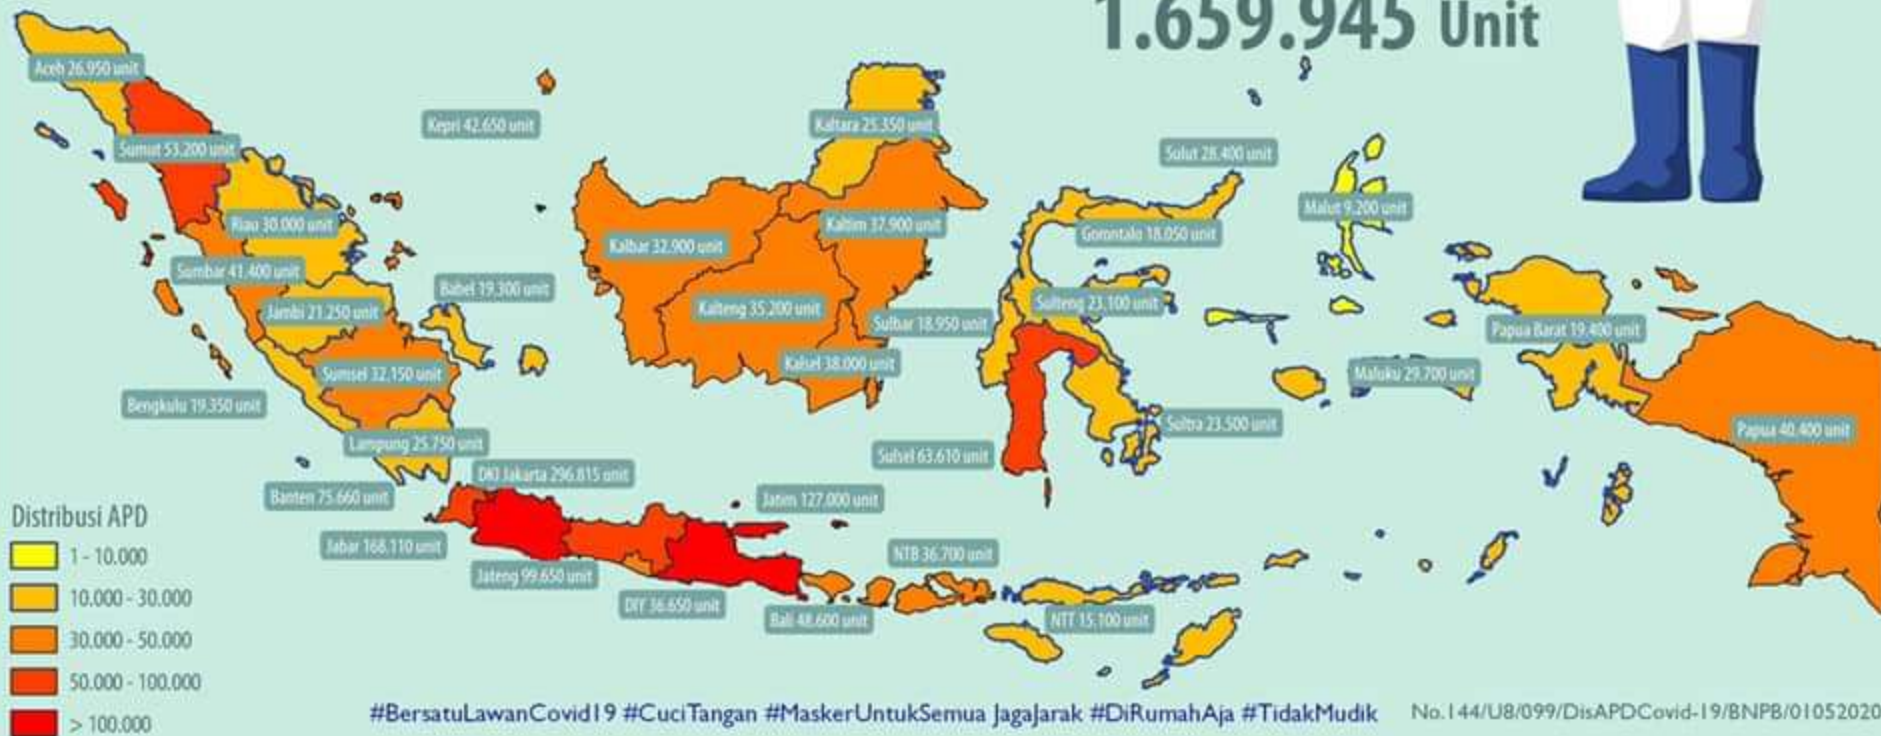 1.659.945 Unit
Aceh 26.950 unit
Kepri 42.650 unit
Kaltara 25.350 unit
Sumut 53.200 unit
Sulut 28.400 unit
Malut 9.200 unit
Riau 30.000 unit
Kalbar 32.900 unit
Kaltim 37.900 unit
Gorontalo 18.050 unit
Sumbar 41.400 unit
Babel 19.300 unit
Jambi 21.250 unit
Kalteng 35.200 unit
Sulbar 18.950 unit
Sulteng 23.100 unit
Papua Barat 19.400 unit
Sumsel 32.150 unit
Kalsel 38.000 unit
Maluku 29.700 unit
Bengkulu 19.350 unit
Lampung 25.750 unit
Sultra 23.500 unit
Papua 40.400 unit
Sulsel 63.610 unit
DKI Jakarta 296.815 unit
Banten 75.660 unit
Jatim 127.000 unit
Jabar 168.110 unit
Jateng 99.650 unit
NTB 36.700 unit
DIY 36.650 unit
Bali 48.600 unit
NTT 15.100 unit
Distribusi APD
1 - 10.000
10.000 - 30.000
30.000 - 50.000
50.000 - 100.000
> 100.000
#BersatuLawanCovid19 #CuciTangan #MaskerUntukSemua JagaJarak #DiRumahAja #TidakMudik
No.144/U8/099/DisAPDCovid-19/BNPB/01052020